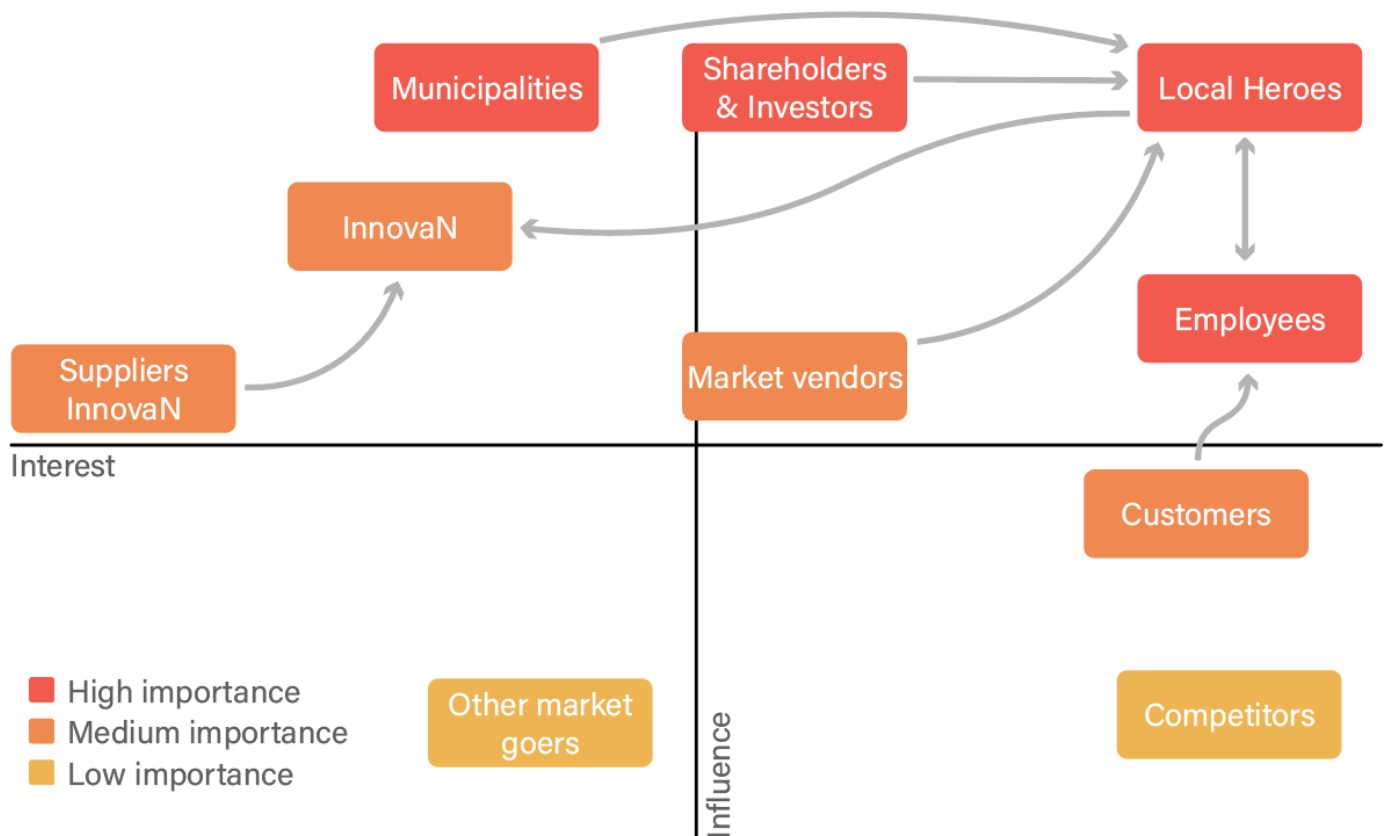 Municipalities
Shareholders
& Investors
Local Heroes
InnovaN
Employees
Suppliers
InnovaN
Market vendors
Interest
Customers
High importance
Medium importance
Low importance
Other market
goers
Influence
Competitors